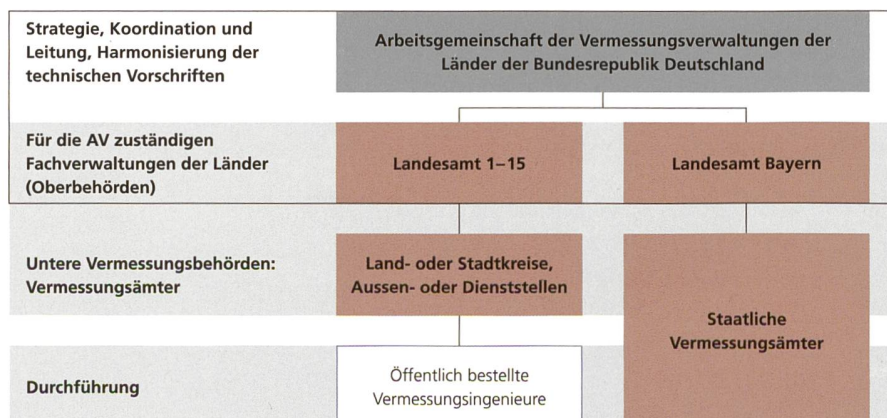 Strategie, Koordination und
Leitung, Harmonisierung der
technischen Vorschriften
Arbeitsgemeinschaft der Vermessungsverwaltungen der
Länder der Bundesrepublik Deutschland
Für die AV zuständigen
Fachverwaltungen der Länder
(Oberbehörden)
Landesamt 1–15
Landesamt Bayern
Untere Vermessungsbehörden:
Vermessungsämter
Land- oder Stadtkreise,
Aussen- oder Dienststellen
Staatliche
Vermessungsämter
Durchführung
Öffentlich bestellte
Vermessungsingenieure